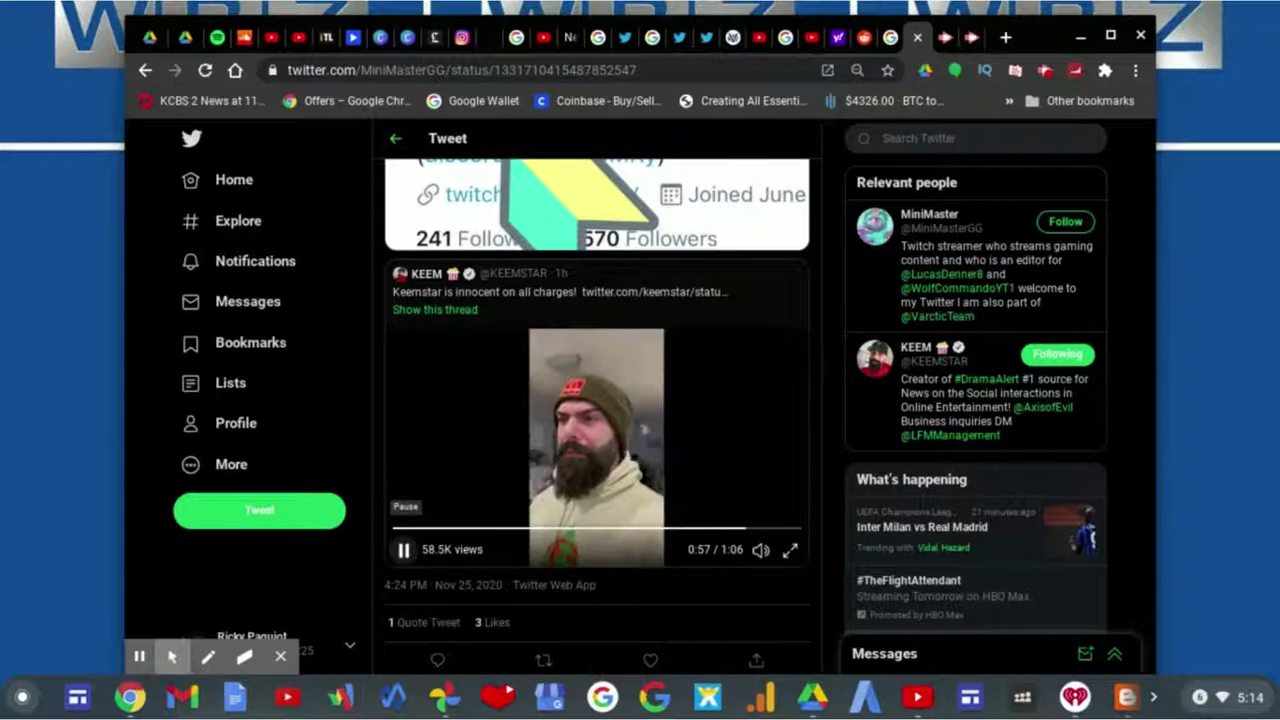 twitter.com/MiniMasterGG/status/1331710415487852547
KCBS 2 News at 11...
Offers – Google Chr...
Google Wallet
Coinbase - Buy/Sell...
Creating All Essenti...
$4326.00 · BTC to...
»
Other bookmarks
Home
Explore
Notifications
Messages
Bookmarks
Lists
Profile
More
Tweet
Ricky Paquiot
Tweet
twitch
Joined June
241
570 Followers
KEEM @KEEMSTAR · 1h
Keemstar is innocent on all charges! twitter.com/keemstar/statu...
Show this thread
Pause
58.5K views
0:57 / 1:06
4:24 PM · Nov 25, 2020 · Twitter Web App
1 Quote Tweet 3 Likes
Search Twitter
Relevant people
MiniMaster
@MiniMasterGG
Follow
Twitch streamer who streams gaming
content and who is an editor for
@LucasDenner8 and
@WolfCommandoYT1 welcome to
my Twitter I am also part of
@VarcticTeam
KEEM
@KEEMSTAR
Following
Creator of #DramaAlert #1 source for
News on the Social interactions in
Online Entertainment! @AxisofEvil
Business inquiries DM
@LFMManagement
What's happening
UEFA Champions Leag... · 21 minutes ago
Inter Milan vs Real Madrid
Trending with Vidal, Hazard
#TheFlightAttendant
Streaming Tomorrow on HBO Max
Promoted by HBO Max
Messages
6
5:14